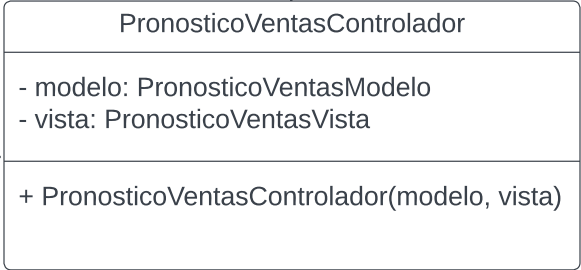 PronosticoVentasControlador
- modelo: PronosticoVentasModelo
- vista: PronosticoVentasVista
+ PronosticoVentasControlador(modelo, vista)